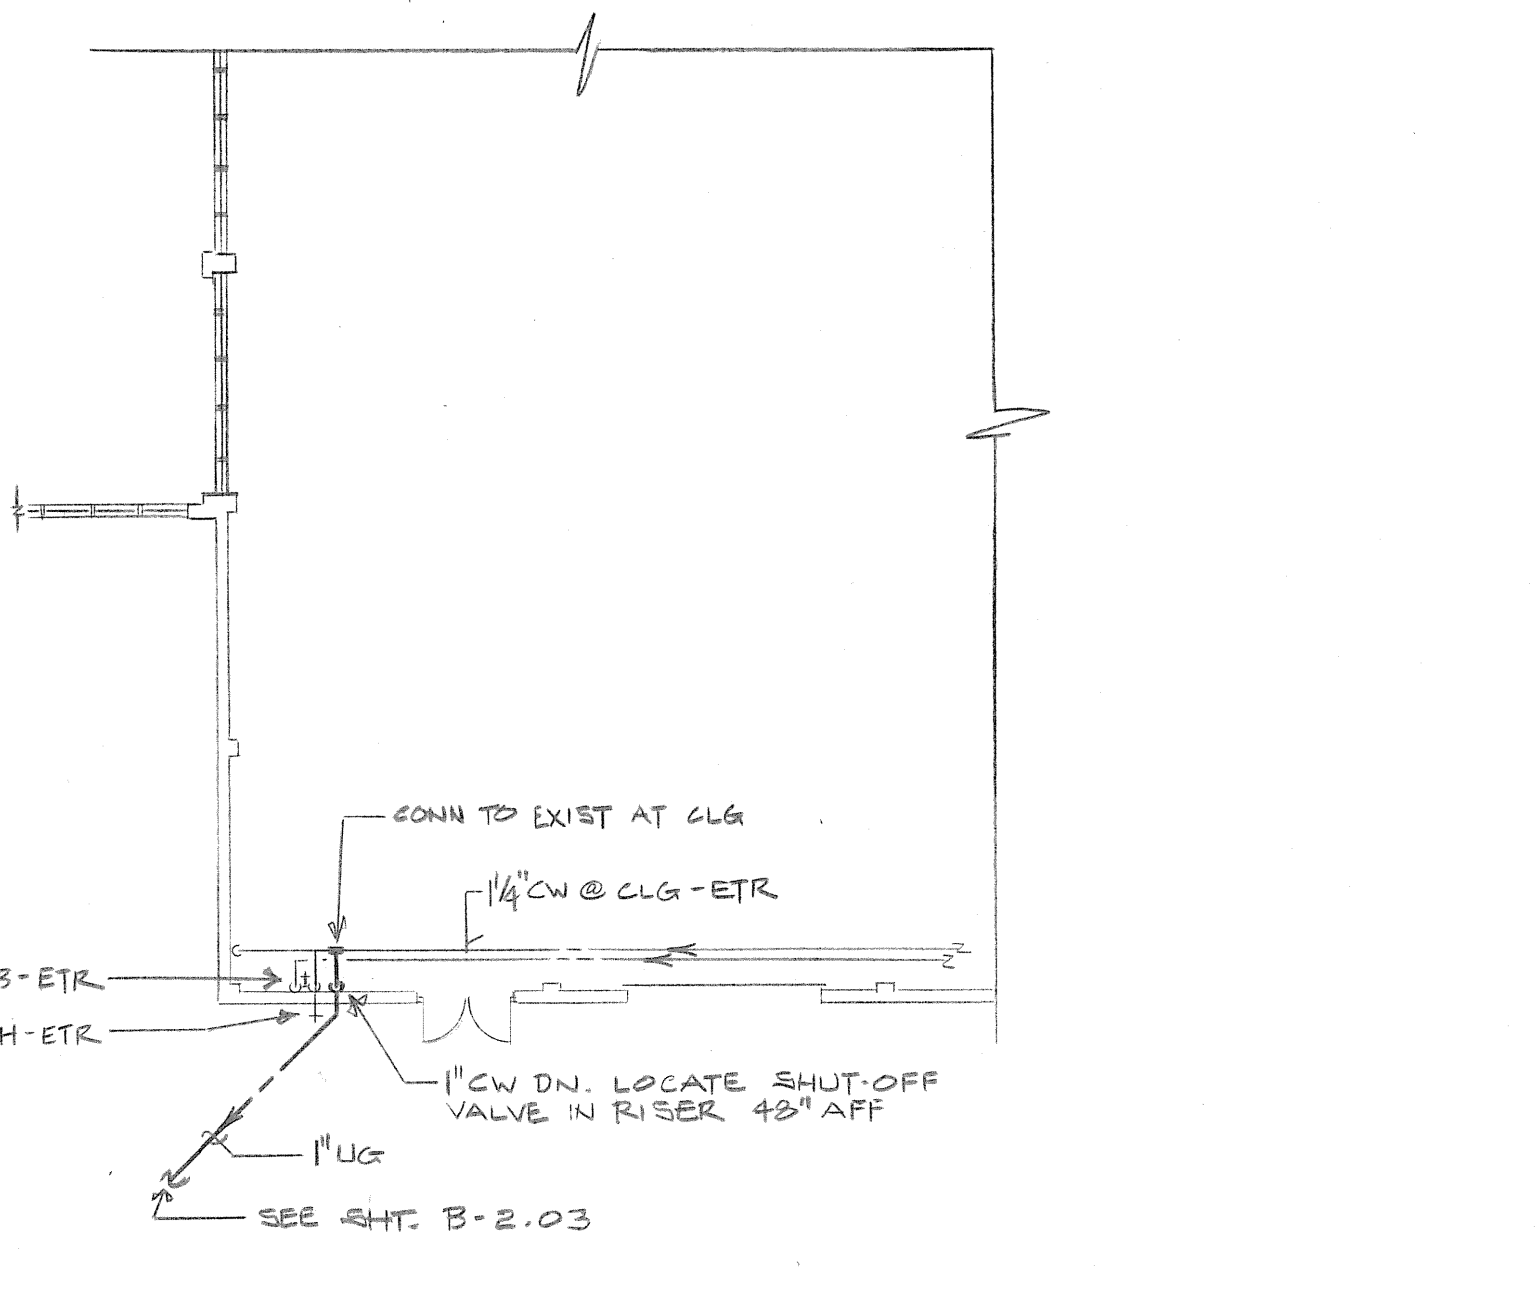 CONN TO EXIST AT CLG
1¼" CW @ CLG-ETR
B-ETR
H-ETR
1" CW DN. LOCATE SHUT-OFF
VALVE IN RISER 48" AFF
1" UG
SEE SHT. B-2.03